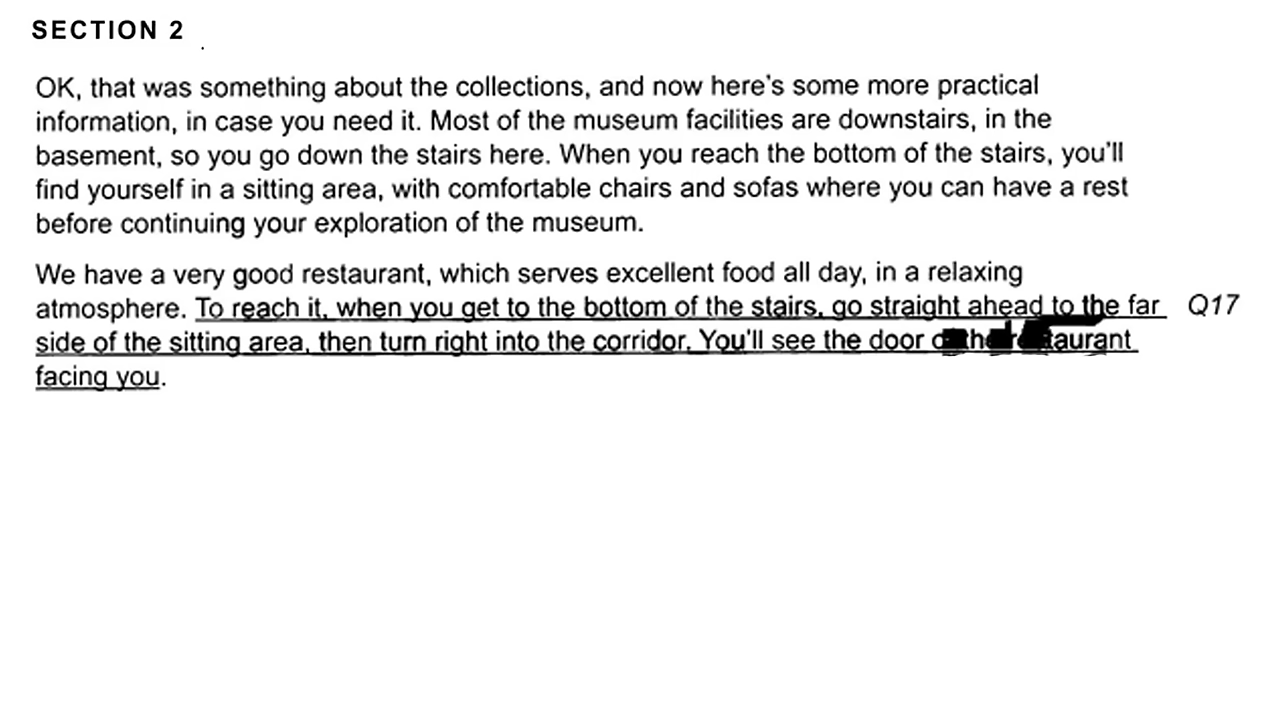 SECTION 2
OK, that was something about the collections, and now here's some more practical
information, in case you need it. Most of the museum facilities are downstairs, in the
basement, so you go down the stairs here. When you reach the bottom of the stairs, you'll
find yourself in a sitting area, with comfortable chairs and sofas where you can have a rest
before continuing your exploration of the museum.
We have a very good restaurant, which serves excellent food all day, in a relaxing
atmosphere. To reach it, when you get to the bottom of the stairs, go straight ahead to the far Q17
side of the sitting area, then turn right into the corridor. You'll see the door
facing you.